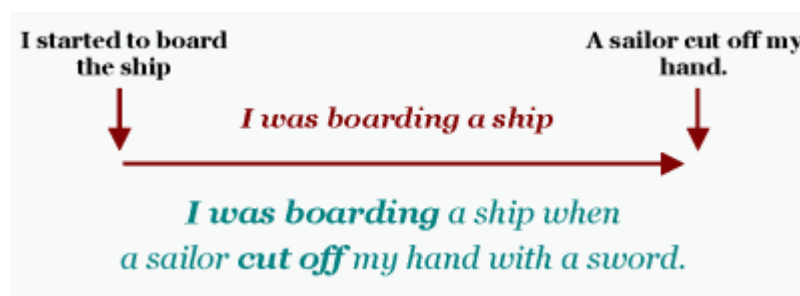 I started to board
the ship
A sailor cut off my
hand.
I was boarding a ship
I was boarding a ship when
a sailor cut off my hand with a sword.